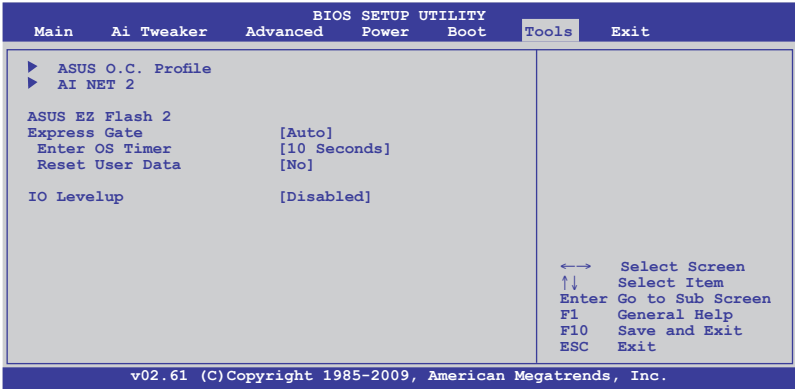 BIOS SETUP UTILITY
Main Ai Tweaker Advanced Power Boot Tools Exit
ASUS O.C. Profile
AI NET 2
ASUS EZ Flash 2
Express Gate [Auto]
Enter OS Timer [10 Seconds]
Reset User Data [No]
IO Levelup [Disabled]
←→ Select Screen
↑↓ Select Item
Enter Go to Sub Screen
F1 General Help
F10 Save and Exit
ESC Exit
v02.61 (C)Copyright 1985-2009, American Megatrends, Inc.